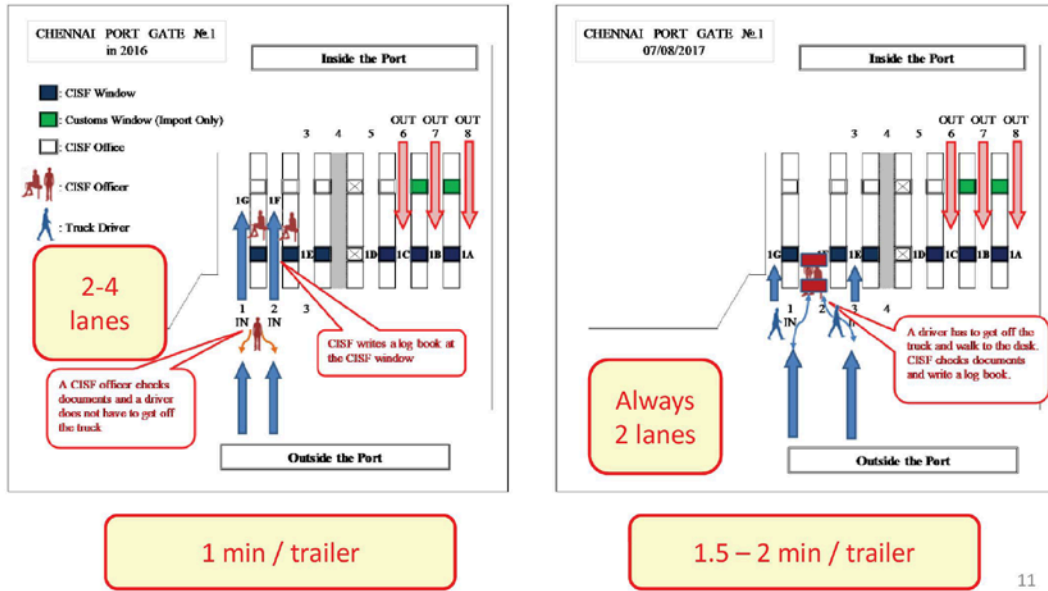 CHENNAI PORT GATE №.1
in 2016
Inside the Port
: CISF Window
: Customs Window (Import Only)
: CISF Office
: CISF Officer
: Truck Driver
OUT OUT OUT
3 4 5 6 7 8
1G 1F
1E 1D 1C 1B 1A
2-4
lanes
1 2 3
IN IN
CISF writes a log book at
the CISF window
A CISF officer checks
documents and a driver
does not have to get off
the truck
Outside the Port
1 min / trailer
CHENNAI PORT GATE №.1
07/08/2017
Inside the Port
OUT OUT OUT
3 4 5 6 7 8
1G 1E 1D 1C 1B 1A
1 2 3 4
IN
A driver has to get off the
truck and walk to the desk.
CISF checks documents
and write a log book.
Always
2 lanes
Outside the Port
1.5 – 2 min / trailer
11